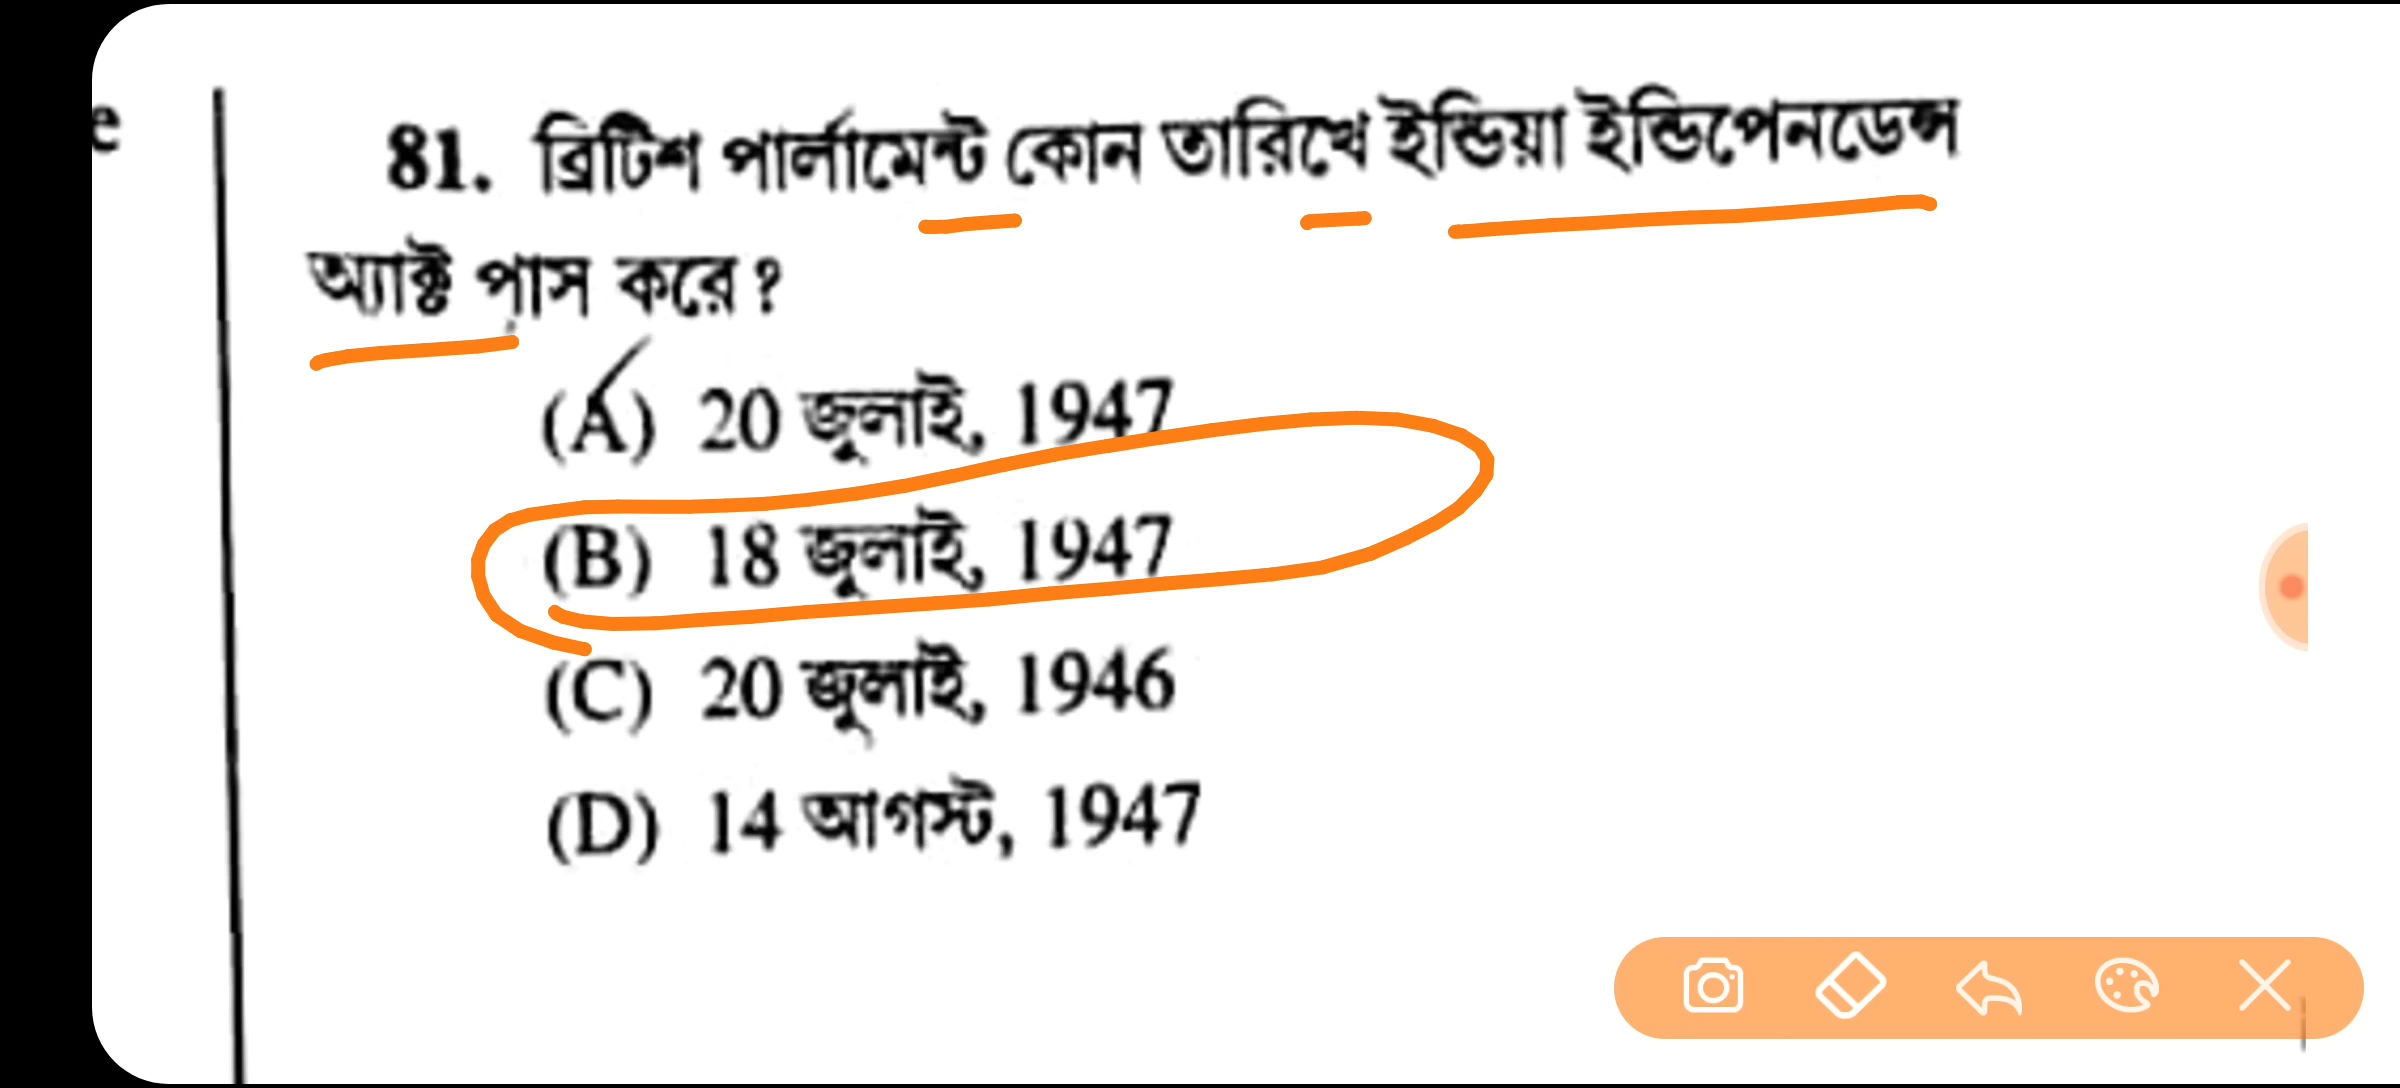 e
81. ব্রিটিশ পার্লামেন্ট কোন তারিখে ইন্ডিয়া ইন্ডিপেনডেন্স
অ্যাক্ট পাস করে?
(A) 20 জুলাই, 1947
(B) 18 জুলাই, 1947
(C) 20 জুলাই, 1946
(D) 14 আগস্ট, 1947